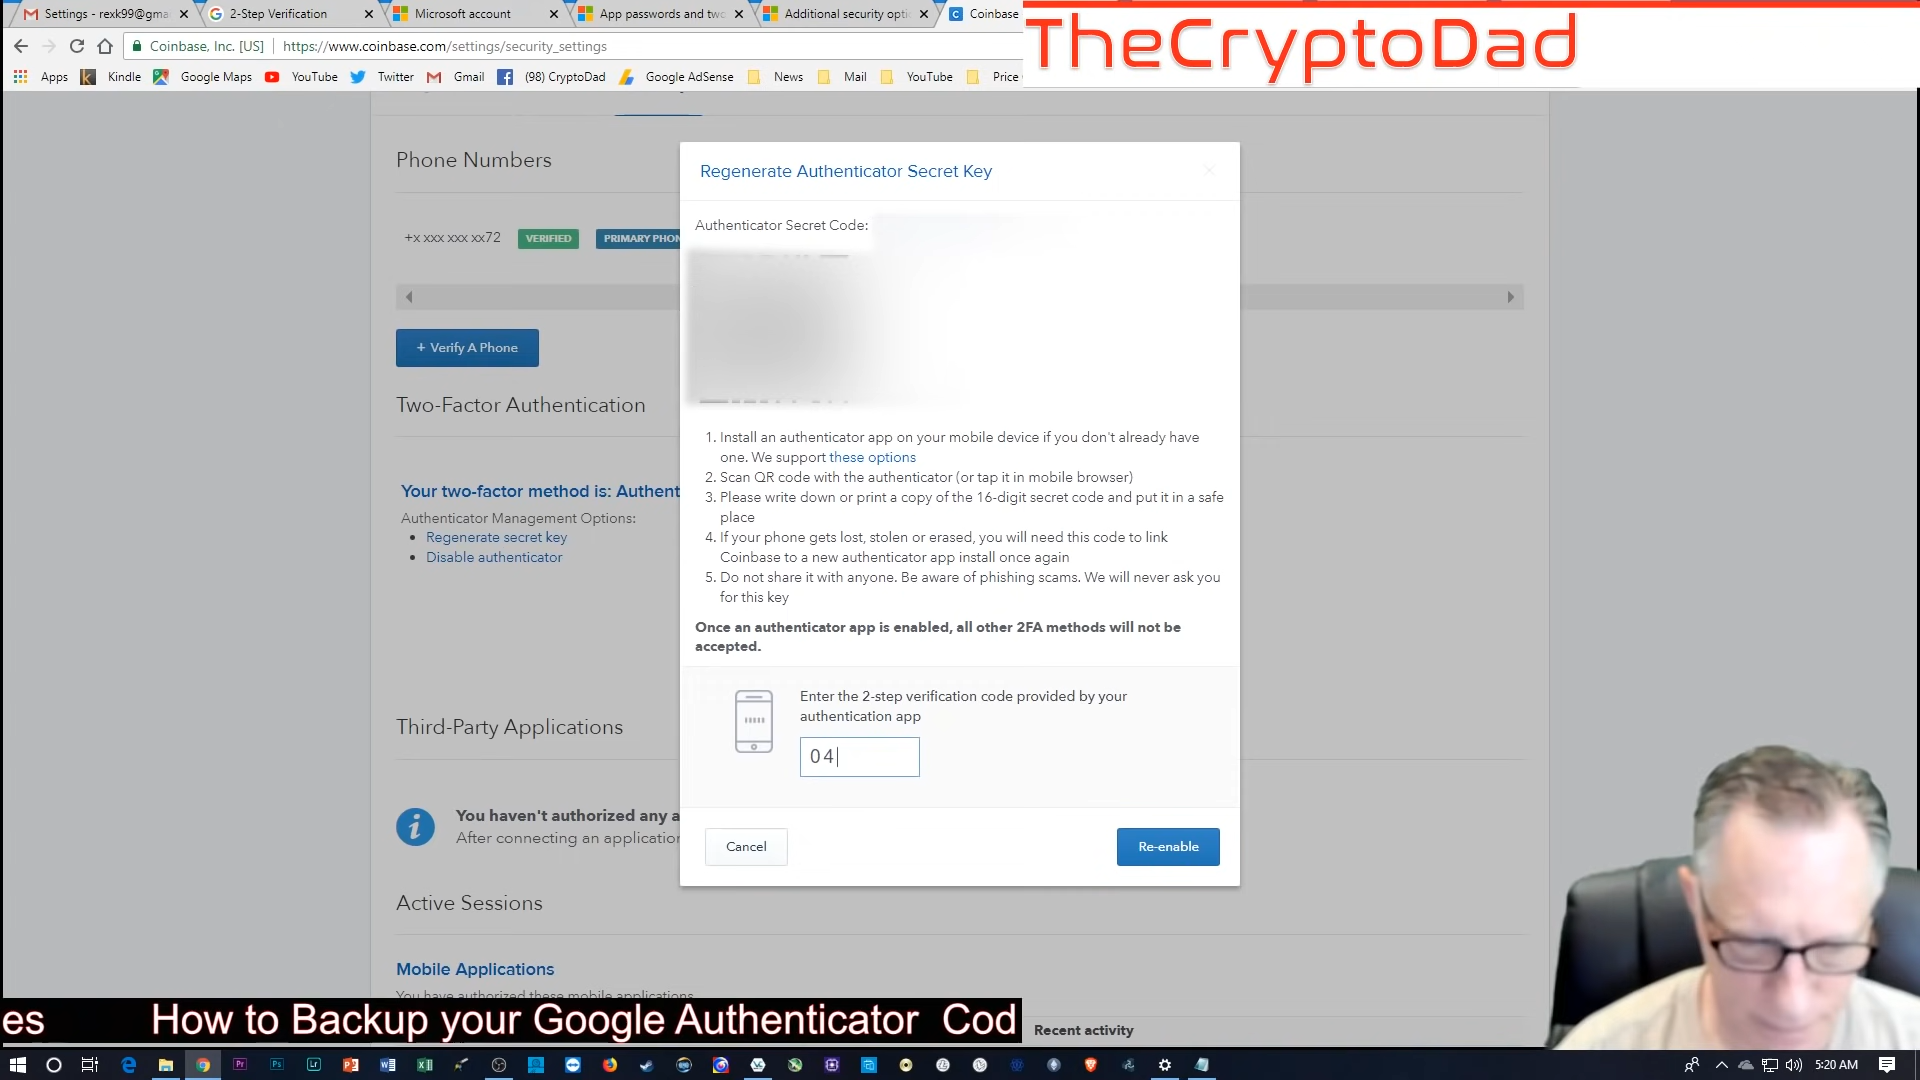 Settings - rexk99@gma
2-Step Verification
Microsoft account
App passwords and two
Additional security opti
Coinbase
TheCryptoDad
Coinbase, Inc. [US]
https://www.coinbase.com/settings/security_settings
Apps
Kindle
Google Maps
YouTube
Twitter
Gmail
(98) CryptoDad
Google AdSense
News
Mail
YouTube
Price
Phone Numbers
+x xxx xxx xx72
VERIFIED
PRIMARY PHON
+ Verify A Phone
Two-Factor Authentication
Your two-factor method is: Authent
Authenticator Management Options:
Regenerate secret key
Disable authenticator
Third-Party Applications
You haven't authorized any a
After connecting an application
Active Sessions
Mobile Applications
You have authorized these mobile applications
Regenerate Authenticator Secret Key
Authenticator Secret Code:
1. Install an authenticator app on your mobile device if you don't already have
one. We support these options
2. Scan QR code with the authenticator (or tap it in mobile browser)
3. Please write down or print a copy of the 16-digit secret code and put it in a safe
place
4. If your phone gets lost, stolen or erased, you will need this code to link
Coinbase to a new authenticator app install once again
5. Do not share it with anyone. Be aware of phishing scams. We will never ask you
for this key
Once an authenticator app is enabled, all other 2FA methods will not be
accepted.
Enter the 2-step verification code provided by your
authentication app
04
Cancel
Re-enable
es How to Backup your Google Authenticator Cod
Recent activity
5:20 AM